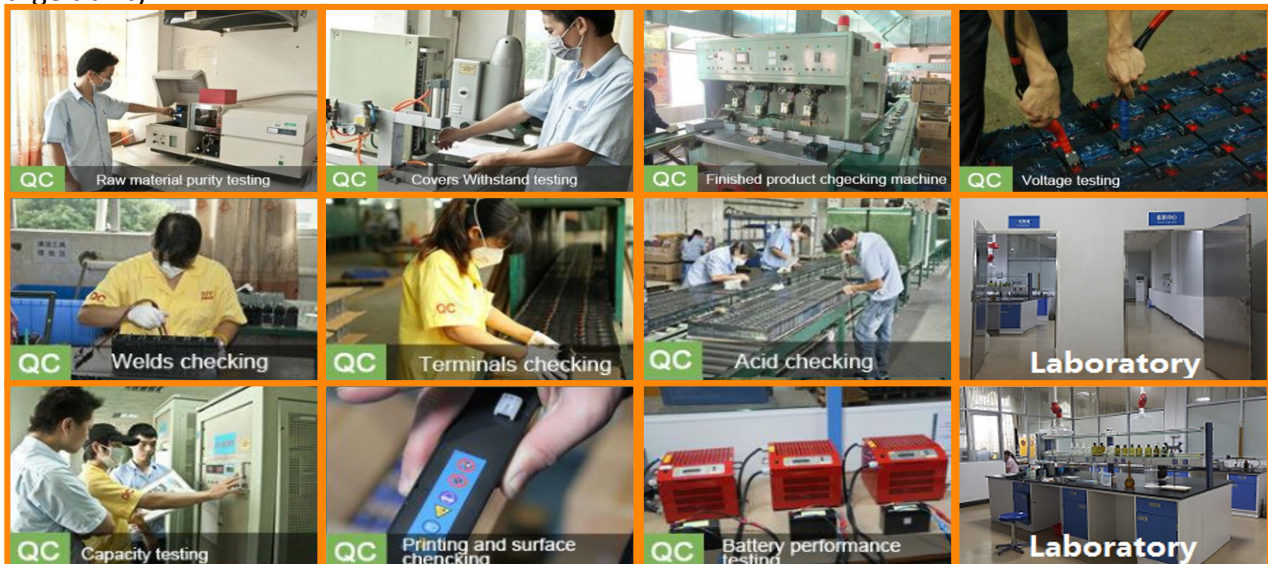 QC Raw material purity testing
QC Covers Withstand testing
QC Finished product chgecking machine
QC Voltage testing
QC Welds checking
QC Terminals checking
QC Acid checking
Laboratory
QC Capacity testing
QC Printing and surface
chencking
QC Battery performance
testing
Laboratory